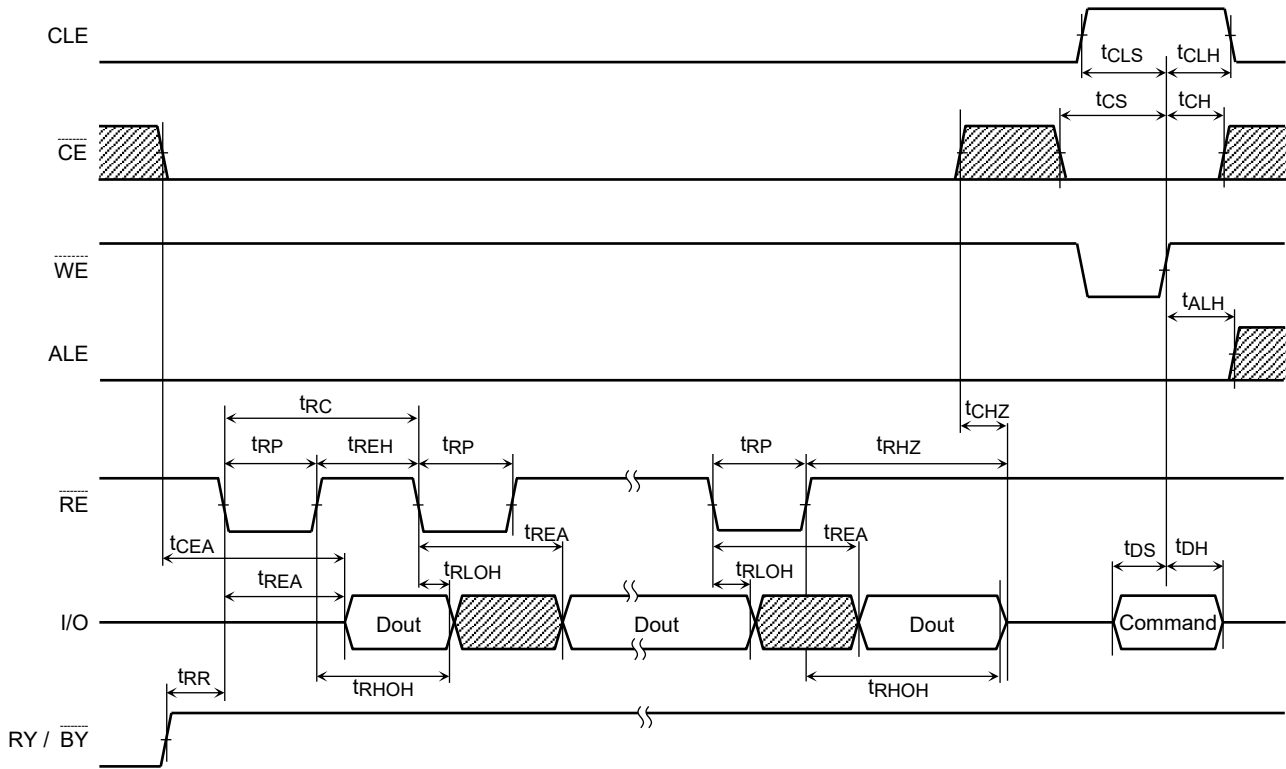 CLE
tCLS
tCLH
tCS
tCH
CE
WE
tALH
ALE
tRC
tCHZ
tRP
tREH
tRP
tRP
tRHZ
RE
tCEA
tREA
tREA
tDS
tDH
tREA
tRLOH
tRLOH
I/O
Dout
Dout
Dout
Command
tRR
tRHOH
tRHOH
RY / BY